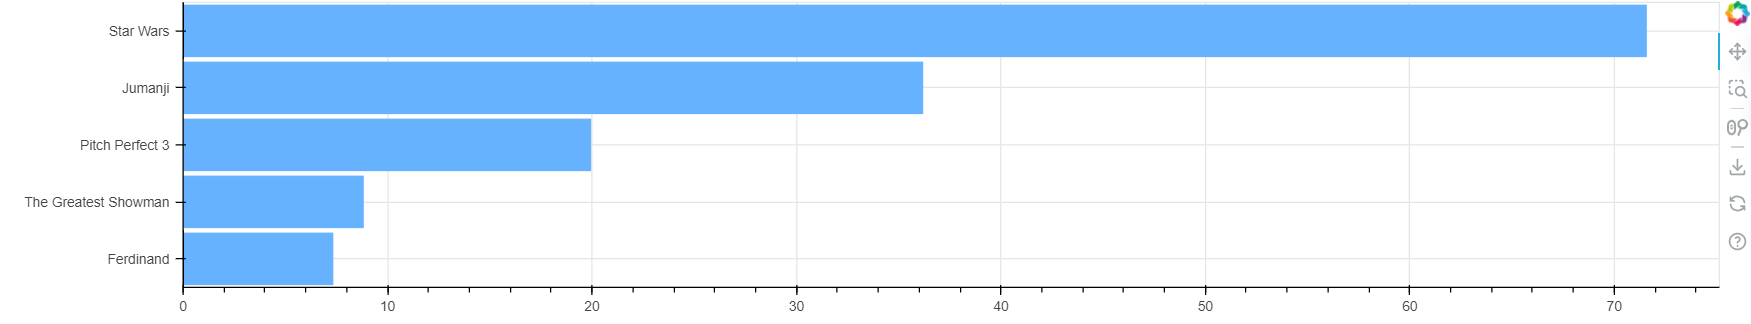 Star Wars
Jumanji
Pitch Perfect 3
The Greatest Showman
Ferdinand
0 10 20 30 40 50 60 70